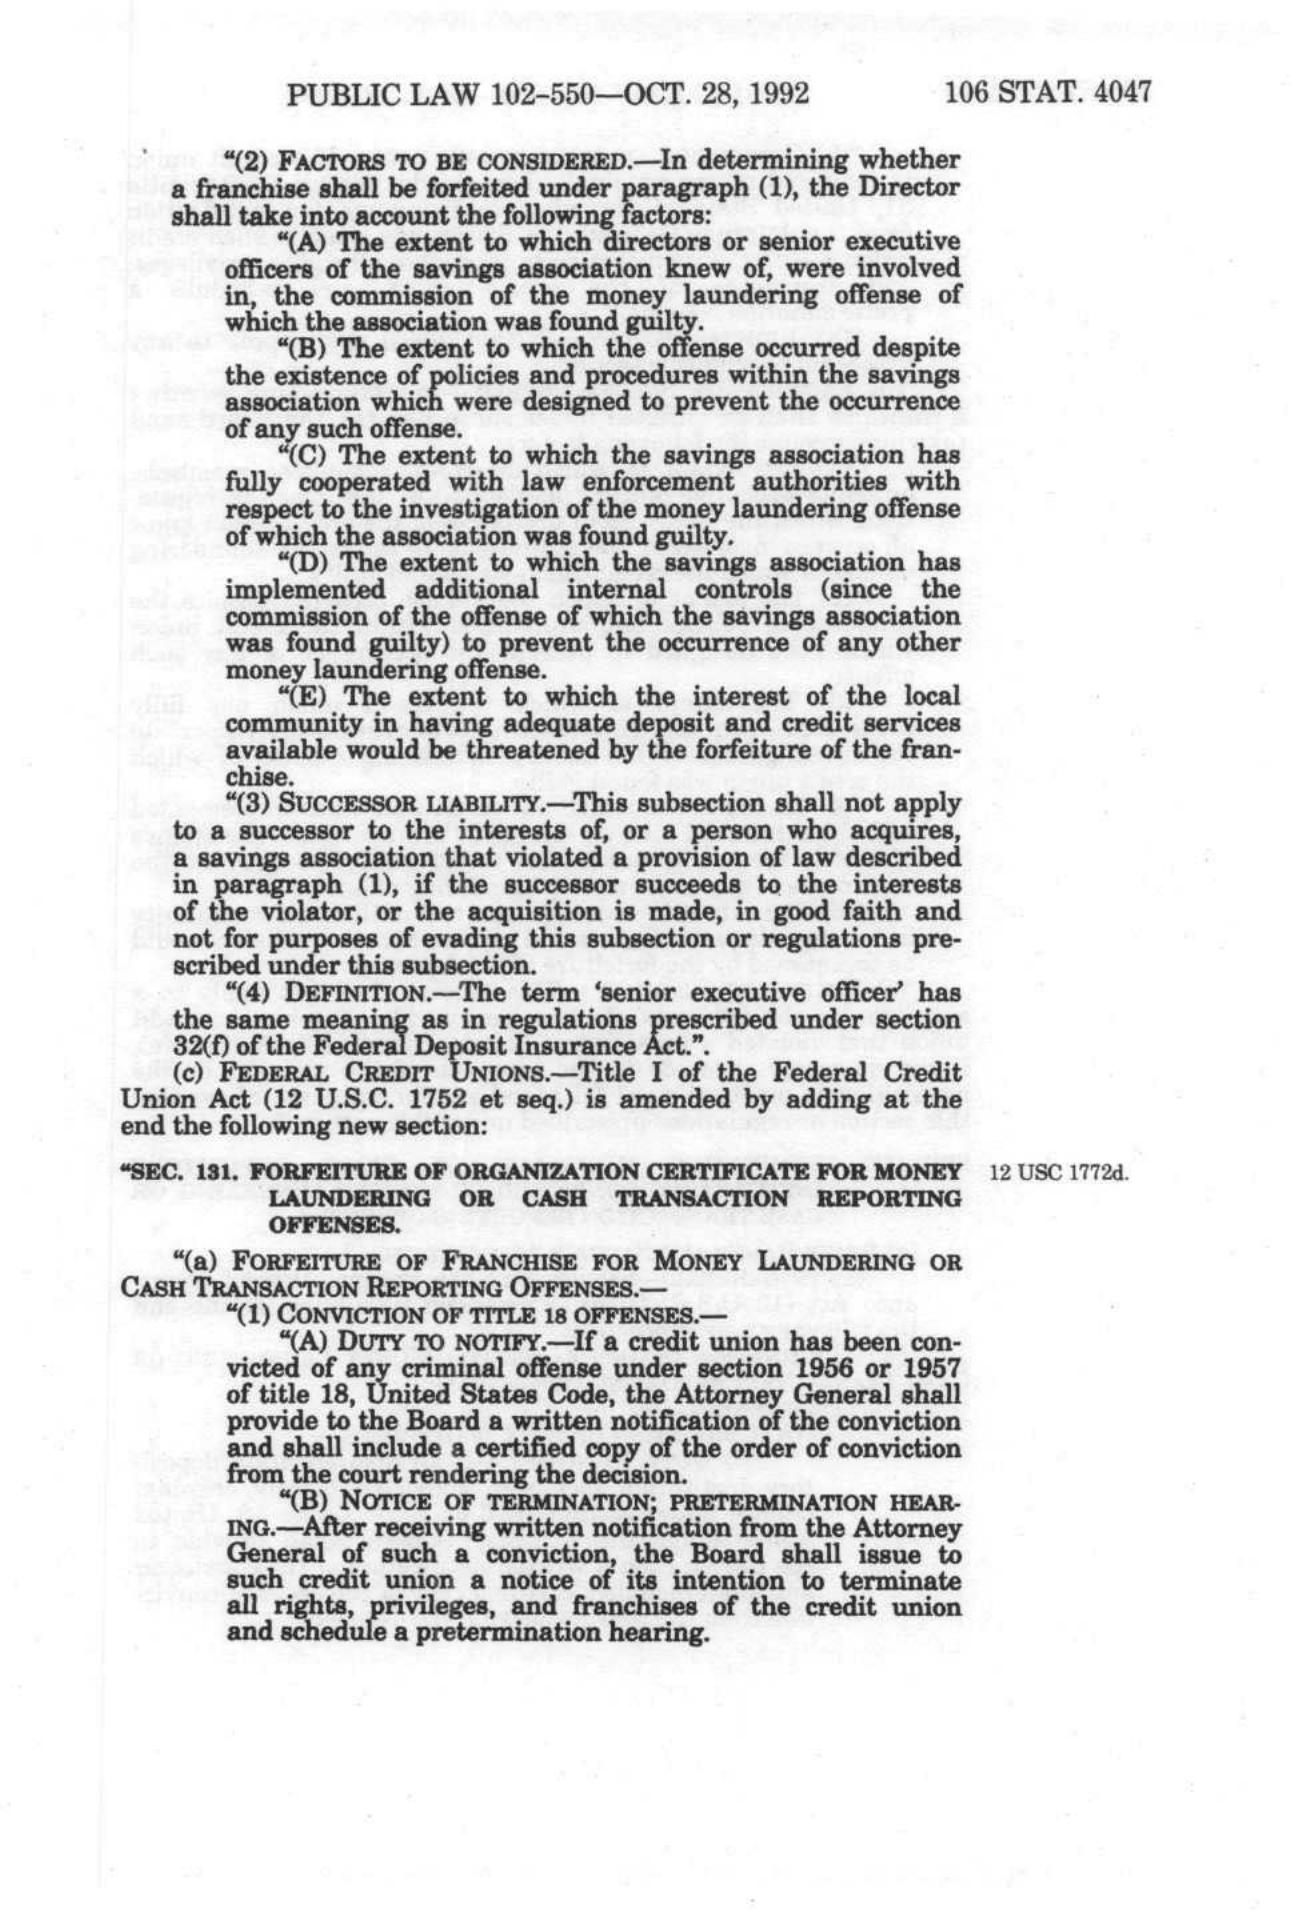 PUBLIC LAW 102–550—OCT. 28, 1992 106 STAT. 4047
“(2) FACTORS TO BE CONSIDERED.—In determining whether
a franchise shall be forfeited under paragraph (1), the Director
shall take into account the following factors:
“(A) The extent to which directors or senior executive
officers of the savings association knew of, were involved
in, the commission of the money laundering offense of
which the association was found guilty.
“(B) The extent to which the offense occurred despite
the existence of policies and procedures within the savings
association which were designed to prevent the occurrence
of any such offense.
“(C) The extent to which the savings association has
fully cooperated with law enforcement authorities with
respect to the investigation of the money laundering offense
of which the association was found guilty.
“(D) The extent to which the savings association has
implemented additional internal controls (since the
commission of the offense of which the savings association
was found guilty) to prevent the occurrence of any other
money laundering offense.
“(E) The extent to which the interest of the local
community in having adequate deposit and credit services
available would be threatened by the forfeiture of the fran-
chise.
“(3) SUCCESSOR LIABILITY.—This subsection shall not apply
to a successor to the interests of, or a person who acquires,
a savings association that violated a provision of law described
in paragraph (1), if the successor succeeds to the interests
of the violator, or the acquisition is made, in good faith and
not for purposes of evading this subsection or regulations pre-
scribed under this subsection.
“(4) DEFINITION.—The term ‘senior executive officer’ has
the same meaning as in regulations prescribed under section
32(f) of the Federal Deposit Insurance Act.”.
(c) FEDERAL CREDIT UNIONS.—Title I of the Federal Credit
Union Act (12 U.S.C. 1752 et seq.) is amended by adding at the
end the following new section:
“SEC. 131. FORFEITURE OF ORGANIZATION CERTIFICATE FOR MONEY 12 USC 1772d.
LAUNDERING OR CASH TRANSACTION REPORTING
OFFENSES.
“(a) FORFEITURE OF FRANCHISE FOR MONEY LAUNDERING OR
CASH TRANSACTION REPORTING OFFENSES.—
“(1) CONVICTION OF TITLE 18 OFFENSES.—
“(A) DUTY TO NOTIFY.—If a credit union has been con-
victed of any criminal offense under section 1956 or 1957
of title 18, United States Code, the Attorney General shall
provide to the Board a written notification of the conviction
and shall include a certified copy of the order of conviction
from the court rendering the decision.
“(B) NOTICE OF TERMINATION; PRETERMINATION HEAR-
ING.—After receiving written notification from the Attorney
General of such a conviction, the Board shall issue to
such credit union a notice of its intention to terminate
all rights, privileges, and franchises of the credit union
and schedule a pretermination hearing.